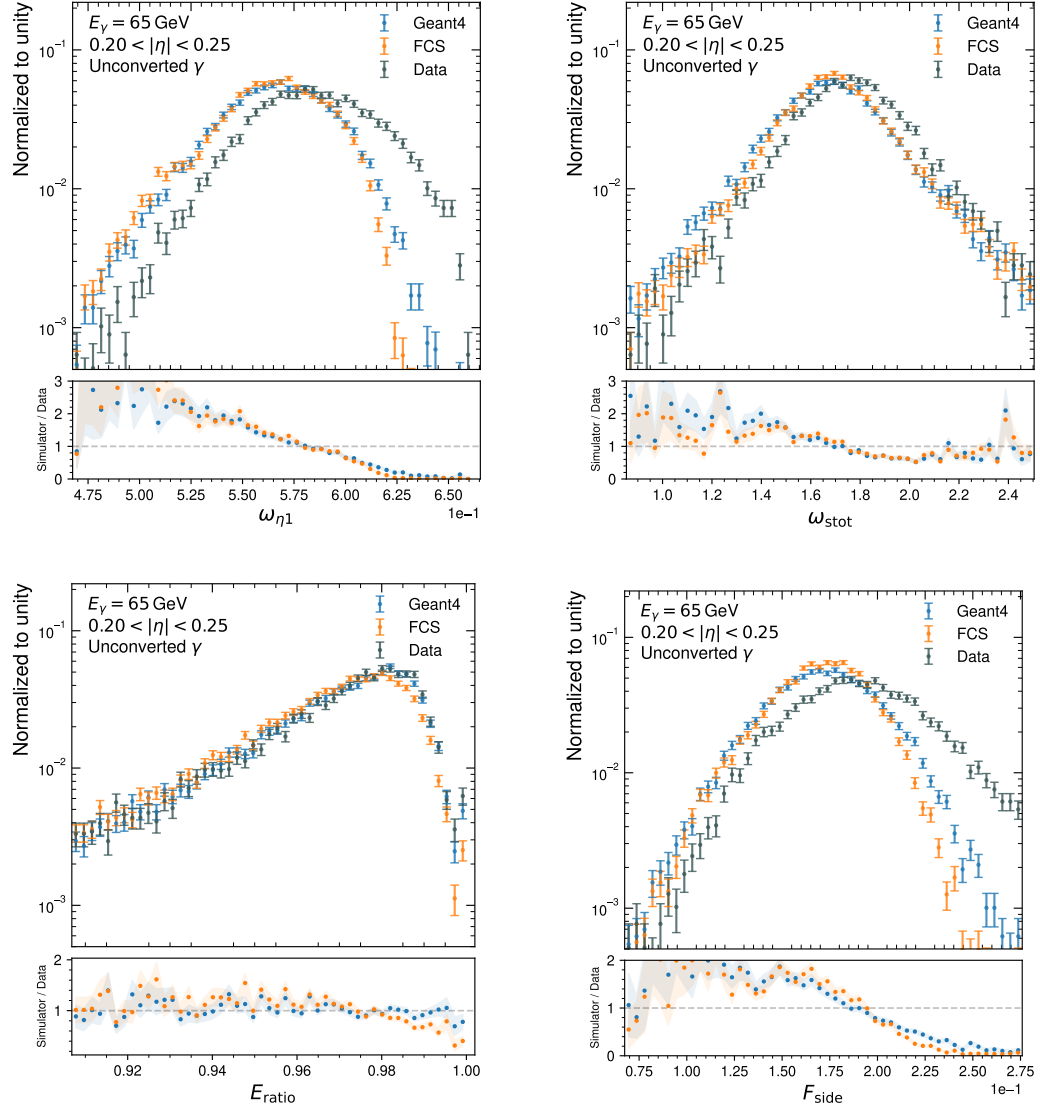 Normalized to unity
10⁻¹
10⁻²
10⁻³
E_γ = 65 GeV
0.20 < |η| < 0.25
Unconverted γ
Geant4
FCS
Data
Simulator / Data
3
2
1
0
4.75 5.00 5.25 5.50 5.75 6.00 6.25 6.50
1e−1
ω_η1
Normalized to unity
10⁻¹
10⁻²
10⁻³
E_γ = 65 GeV
0.20 < |η| < 0.25
Unconverted γ
Geant4
FCS
Data
Simulator / Data
3
2
1
0
1.0 1.2 1.4 1.6 1.8 2.0 2.2 2.4
ω_stot
Normalized to unity
10⁻¹
10⁻²
10⁻³
E_γ = 65 GeV
0.20 < |η| < 0.25
Unconverted γ
Geant4
FCS
Data
Simulator / Data
2
1
0.92 0.94 0.96 0.98 1.00
E_ratio
Normalized to unity
10⁻¹
10⁻²
10⁻³
E_γ = 65 GeV
0.20 < |η| < 0.25
Unconverted γ
Geant4
FCS
Data
Simulator / Data
2
1
0
0.75 1.00 1.25 1.50 1.75 2.00 2.25 2.50 2.75
1e−1
F_side